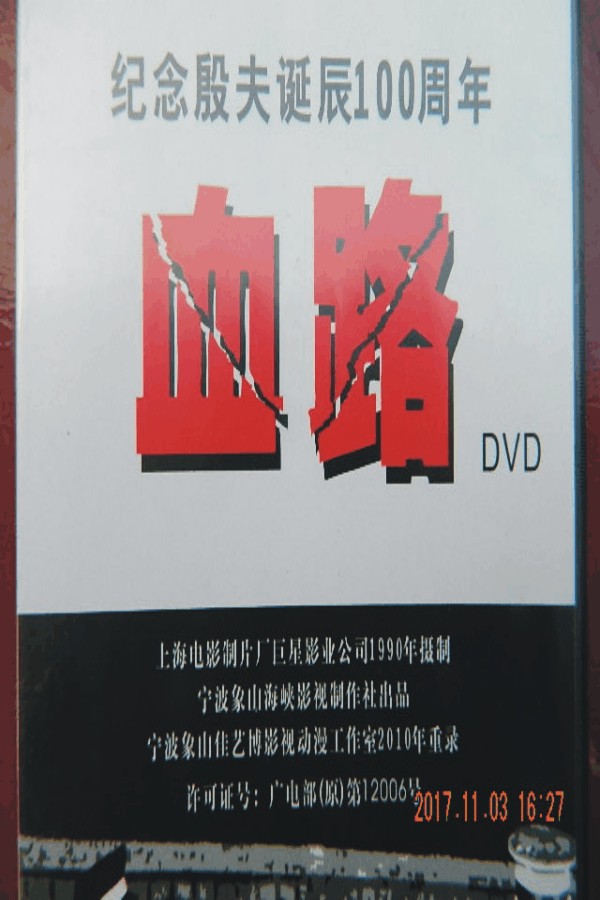 纪念殷夫诞辰100周年
血路
DVD
上海电影制片厂巨星影业公司1990年摄制
宁波象山海峡影视制作社出品
宁波象山佳艺博影视动漫工作室2010年重录
许可证号：广电部(原)第12006号
2017.11.03 16:27